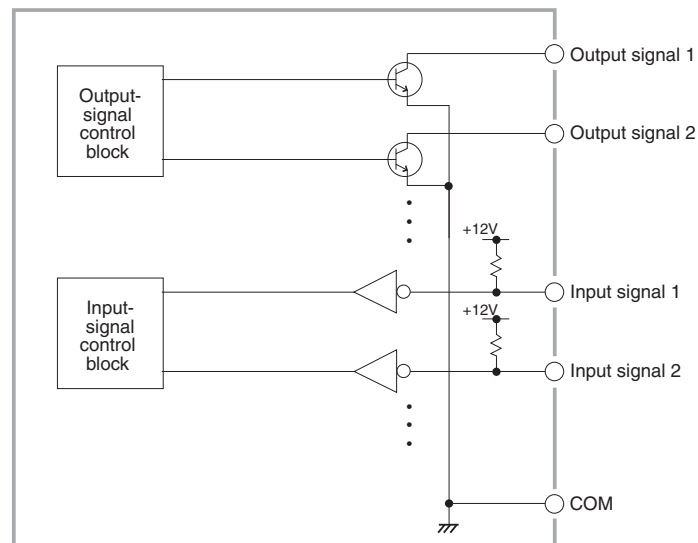 Output signal 1
Output-
signal
control
block
Output signal 2
+12V
Input signal 1
Input-
signal
control
block
+12V
Input signal 2
COM